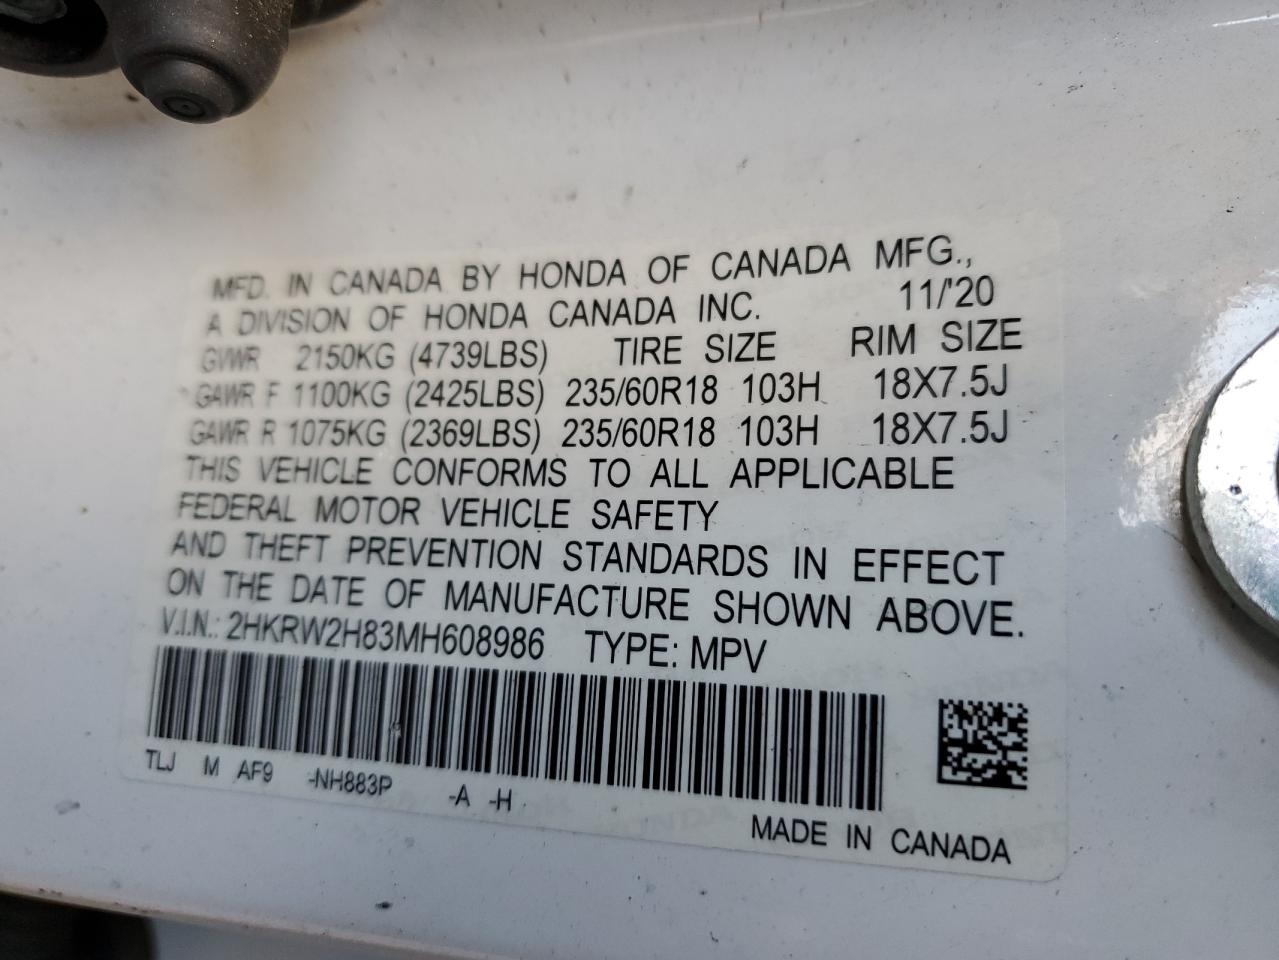 MFD. IN CANADA BY HONDA OF CANADA MFG.,
A DIVISION OF HONDA CANADA INC. 11/'20
GVWR 2150KG (4739LBS) TIRE SIZE RIM SIZE
GAWR F 1100KG (2425LBS) 235/60R18 103H 18X7.5J
GAWR R 1075KG (2369LBS) 235/60R18 103H 18X7.5J
THIS VEHICLE CONFORMS TO ALL APPLICABLE
FEDERAL MOTOR VEHICLE SAFETY
AND THEFT PREVENTION STANDARDS IN EFFECT
ON THE DATE OF MANUFACTURE SHOWN ABOVE.
V.I.N.: 2HKRW2H83MH608986 TYPE: MPV
TLJ M AF9 -NH883P -A -H
MADE IN CANADA